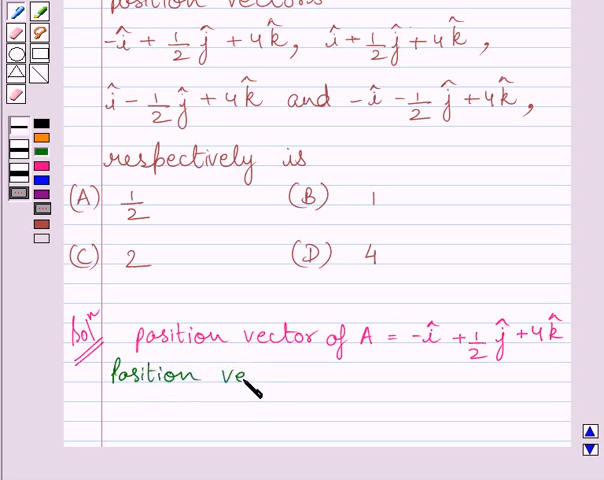 position vectors
-î + 1/2 ĵ + 4k̂, î + 1/2 ĵ + 4k̂,
î - 1/2 ĵ + 4k̂ and -î - 1/2 ĵ + 4k̂,
respectively is
(A) 1/2 (B) 1
(C) 2 (D) 4
Solⁿ position vector of A = -î + 1/2 ĵ + 4k̂
Position ve